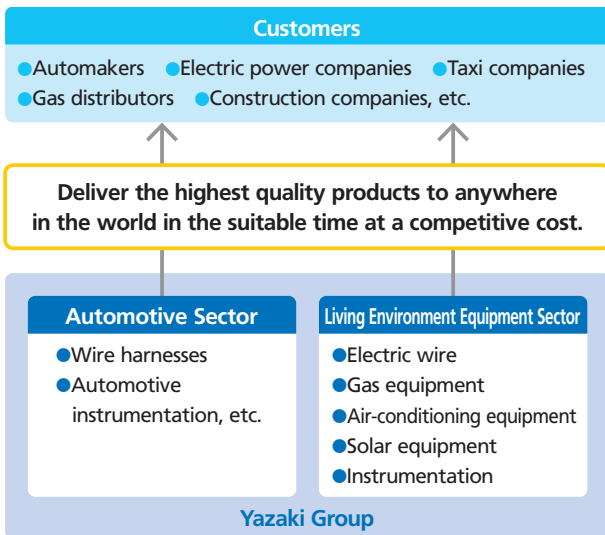 Customers
●Automakers ●Electric power companies ●Taxi companies
●Gas distributors ●Construction companies, etc.
Deliver the highest quality products to anywhere
in the world in the suitable time at a competitive cost.
Automotive Sector
●Wire harnesses
●Automotive
instrumentation, etc.
Living Environment Equipment Sector
●Electric wire
●Gas equipment
●Air-conditioning equipment
●Solar equipment
●Instrumentation
Yazaki Group